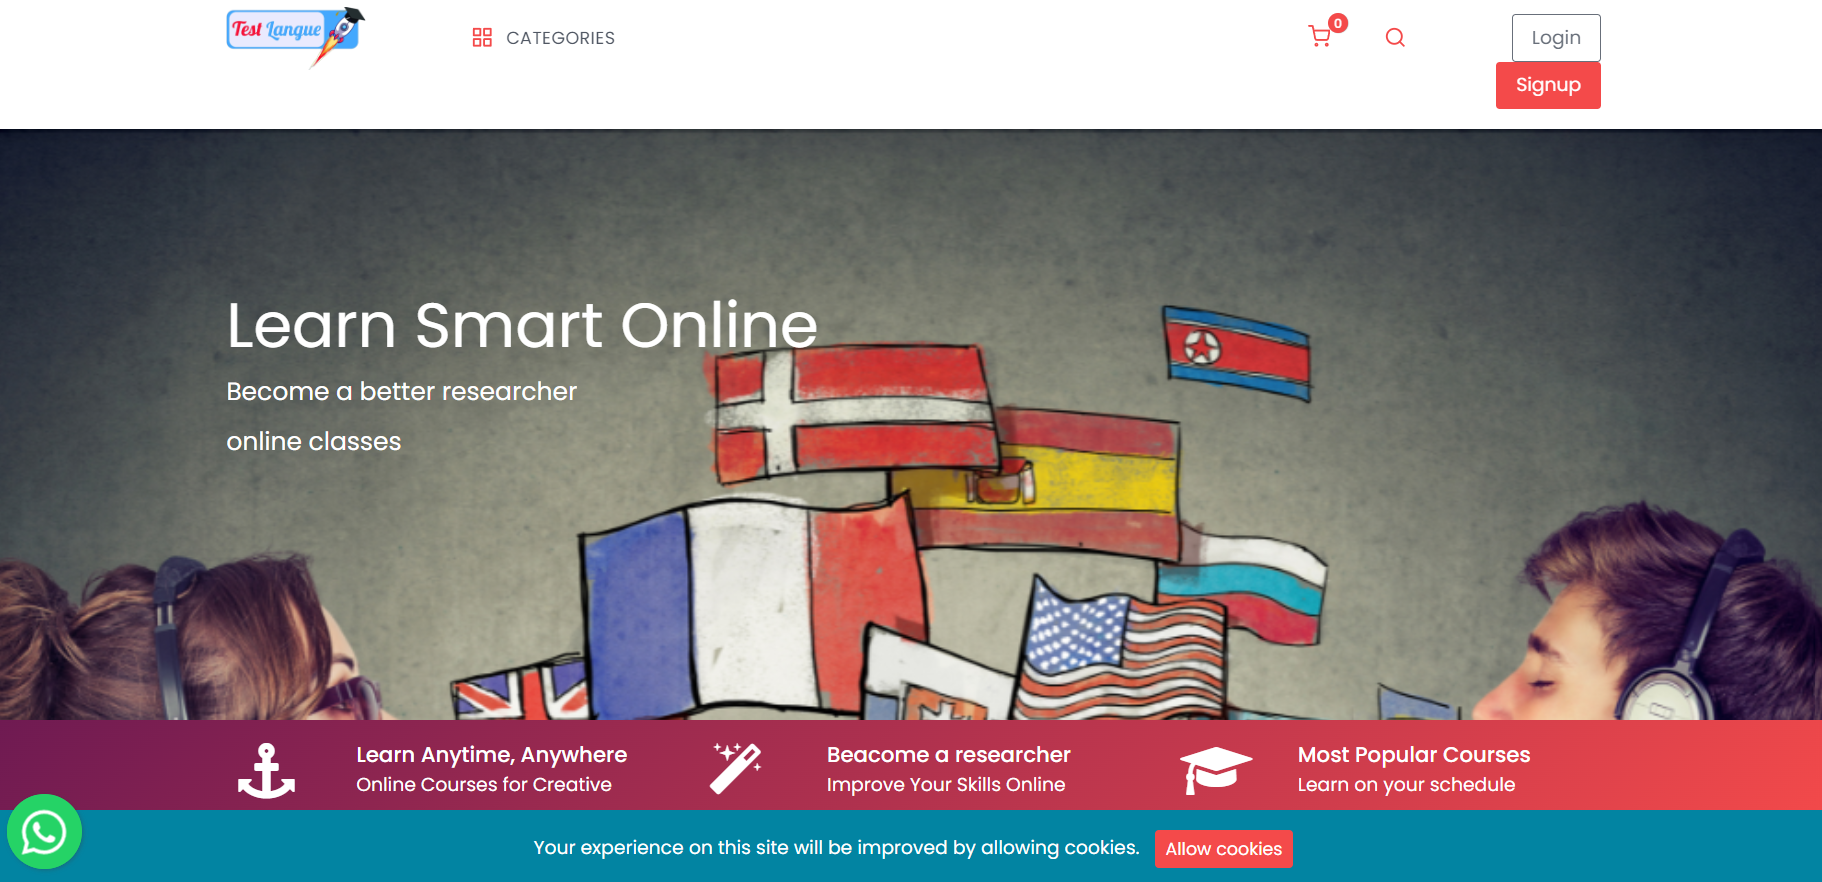 Test Langue
CATEGORIES
0
Login
Signup
Learn Smart Online
Become a better researcher
online classes
Learn Anytime, Anywhere
Online Courses for Creative
Beacome a researcher
Improve Your Skills Online
Most Popular Courses
Learn on your schedule
Your experience on this site will be improved by allowing cookies.
Allow cookies